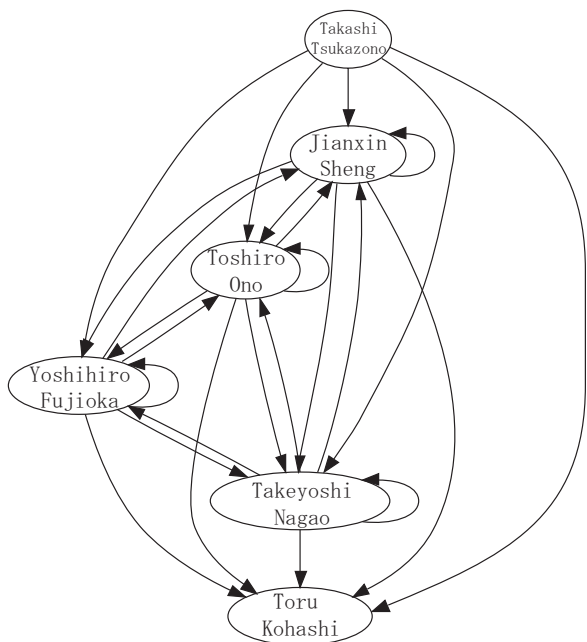 Takashi
Tsukazono
Jianxin
Sheng
Toshiro
Ono
Yoshihiro
Fujioka
Takeyoshi
Nagao
Toru
Kohashi